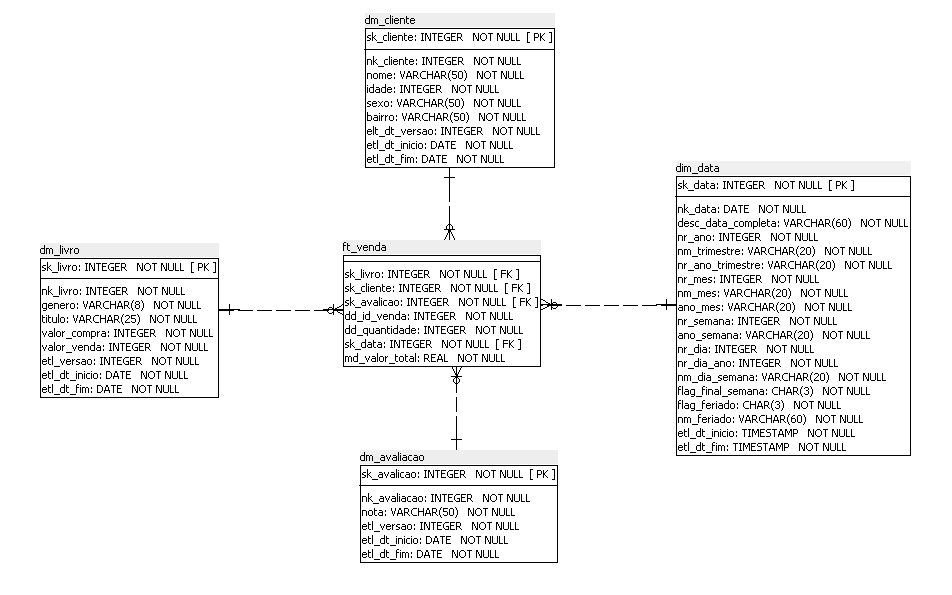 dm_cliente
sk_cliente: INTEGER NOT NULL [ PK ]
nk_cliente: INTEGER NOT NULL
nome: VARCHAR(50) NOT NULL
idade: INTEGER NOT NULL
sexo: VARCHAR(50) NOT NULL
bairro: VARCHAR(50) NOT NULL
elt_dt_versao: INTEGER NOT NULL
etl_dt_inicio: DATE NOT NULL
etl_dt_fim: DATE NOT NULL
dm_livro
sk_livro: INTEGER NOT NULL [ PK ]
nk_livro: INTEGER NOT NULL
genero: VARCHAR(8) NOT NULL
titulo: VARCHAR(25) NOT NULL
valor_compra: INTEGER NOT NULL
valor_venda: INTEGER NOT NULL
etl_versao: INTEGER NOT NULL
etl_dt_inicio: DATE NOT NULL
etl_dt_fim: DATE NOT NULL
ft_venda
sk_livro: INTEGER NOT NULL [ FK ]
sk_cliente: INTEGER NOT NULL [ FK ]
sk_avalicao: INTEGER NOT NULL [ FK ]
dd_id_venda: INTEGER NOT NULL
dd_quantidade: INTEGER NOT NULL
sk_data: INTEGER NOT NULL [ FK ]
md_valor_total: REAL NOT NULL
dim_data
sk_data: INTEGER NOT NULL [ PK ]
nk_data: DATE NOT NULL
desc_data_completa: VARCHAR(60) NOT NULL
nr_ano: INTEGER NOT NULL
nm_trimestre: VARCHAR(20) NOT NULL
nr_ano_trimestre: VARCHAR(20) NOT NULL
nr_mes: INTEGER NOT NULL
nm_mes: VARCHAR(20) NOT NULL
ano_mes: VARCHAR(20) NOT NULL
nr_semana: INTEGER NOT NULL
ano_semana: VARCHAR(20) NOT NULL
nr_dia: INTEGER NOT NULL
nr_dia_ano: INTEGER NOT NULL
nm_dia_semana: VARCHAR(20) NOT NULL
flag_final_semana: CHAR(3) NOT NULL
flag_feriado: CHAR(3) NOT NULL
nm_feriado: VARCHAR(60) NOT NULL
etl_dt_inicio: TIMESTAMP NOT NULL
etl_dt_fim: TIMESTAMP NOT NULL
dm_avaliacao
sk_avalicao: INTEGER NOT NULL [ PK ]
nk_avaliacao: INTEGER NOT NULL
nota: VARCHAR(50) NOT NULL
etl_versao: INTEGER NOT NULL
etl_dt_inicio: DATE NOT NULL
etl_dt_fim: DATE NOT NULL